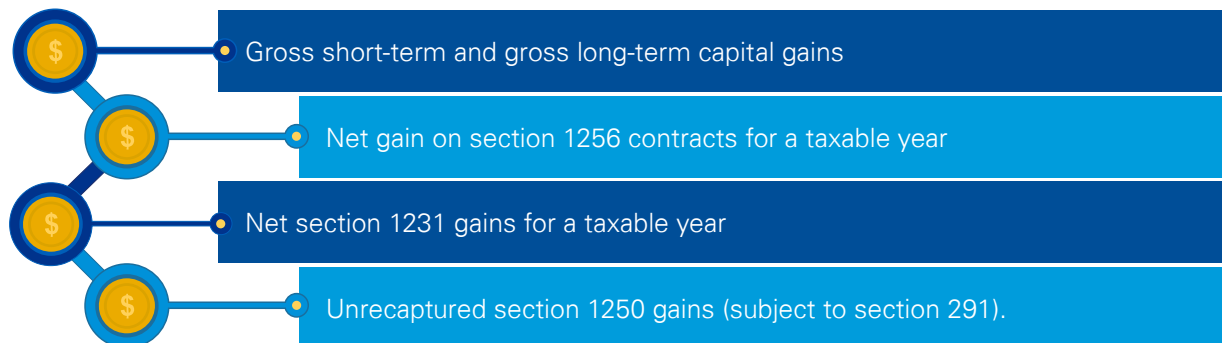 $
Gross short-term and gross long-term capital gains
$
Net gain on section 1256 contracts for a taxable year
$
Net section 1231 gains for a taxable year
$
Unrecaptured section 1250 gains (subject to section 291).